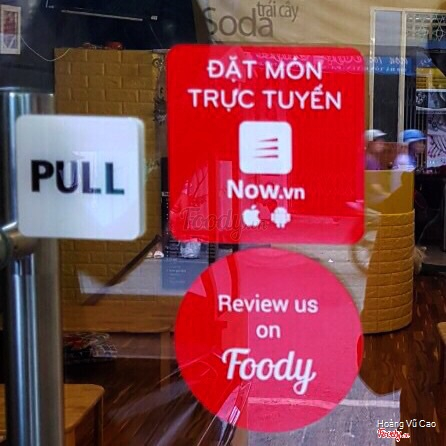 trái cây
Soda
ĐẶT MÓN
TRỰC TUYẾN
Now.vn
PULL
Foody
Review us
on
Foody
Hoàng Vũ Cao
Foody.vn